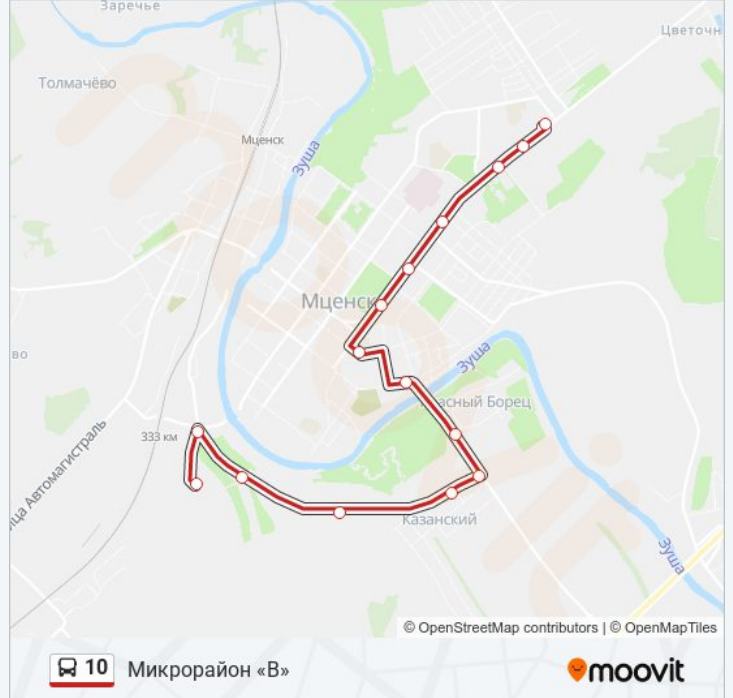 Заречье
Цветочн
Толмачёво
Мценск
Зуша
Мценск
во
Зуша
асный Борец
333 км
ица Автомагистраль
Казанский
Зуша
© OpenStreetMap contributors | © OpenMapTiles
10 Микрорайон «В»
moovit